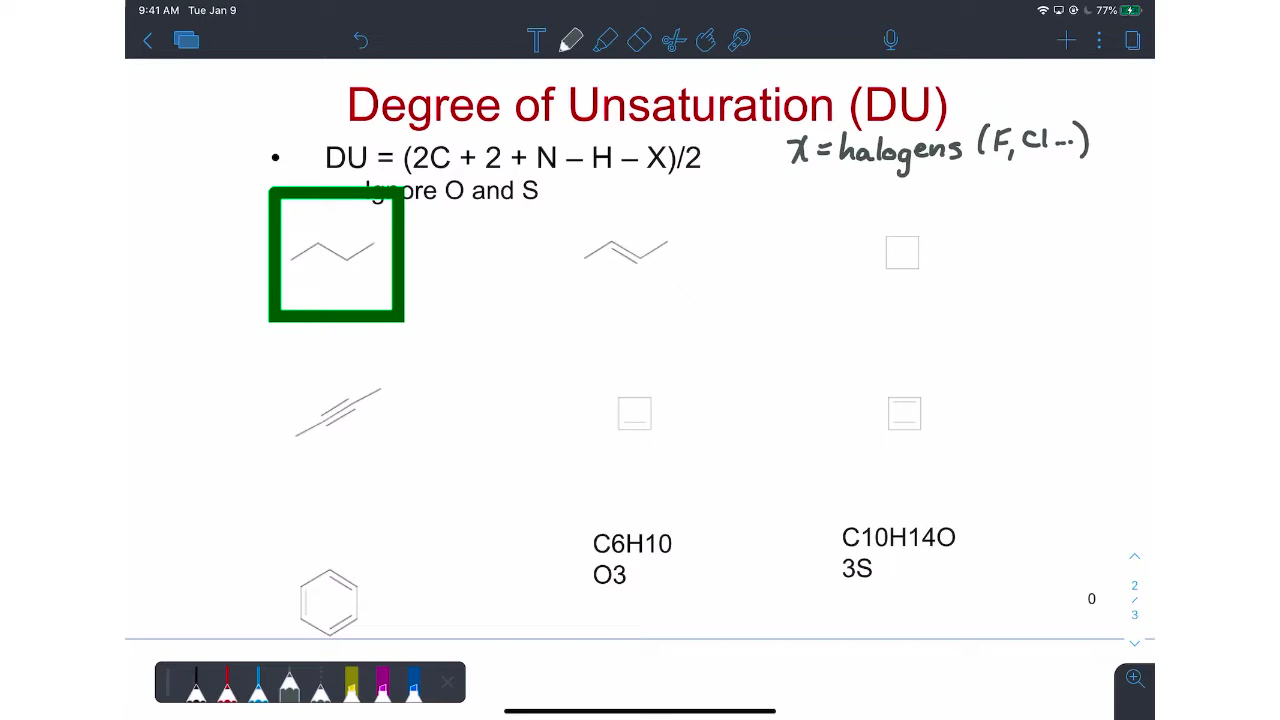 9:41 AM Tue Jan 9
77%
Degree of Unsaturation (DU)
• DU = (2C + 2 + N – H – X)/2
x = halogens (F, Cl...)
Ignore O and S
C6H10
O3
C10H14O
3S
0
2
/
3